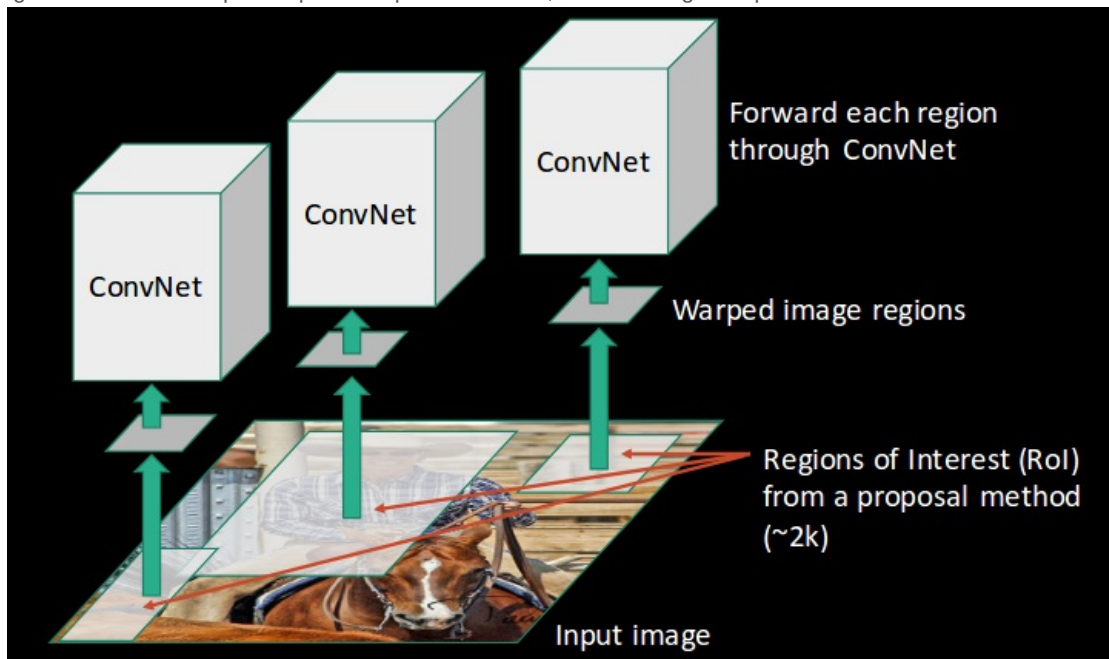 ConvNet
ConvNet
ConvNet
Forward each region
through ConvNet
Warped image regions
Regions of Interest (RoI)
from a proposal method
(~2k)
Input image